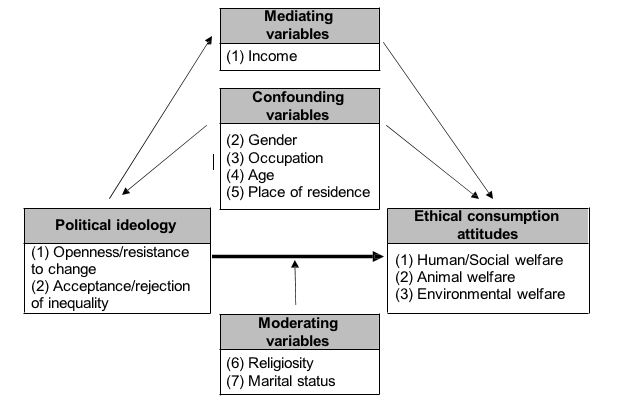 Mediating
variables
(1) Income
Confounding
variables
(2) Gender
(3) Occupation
(4) Age
(5) Place of residence
Political ideology
(1) Openness/resistance
to change
(2) Acceptance/rejection
of inequality
Ethical consumption
attitudes
(1) Human/Social welfare
(2) Animal welfare
(3) Environmental welfare
Moderating
variables
(6) Religiosity
(7) Marital status